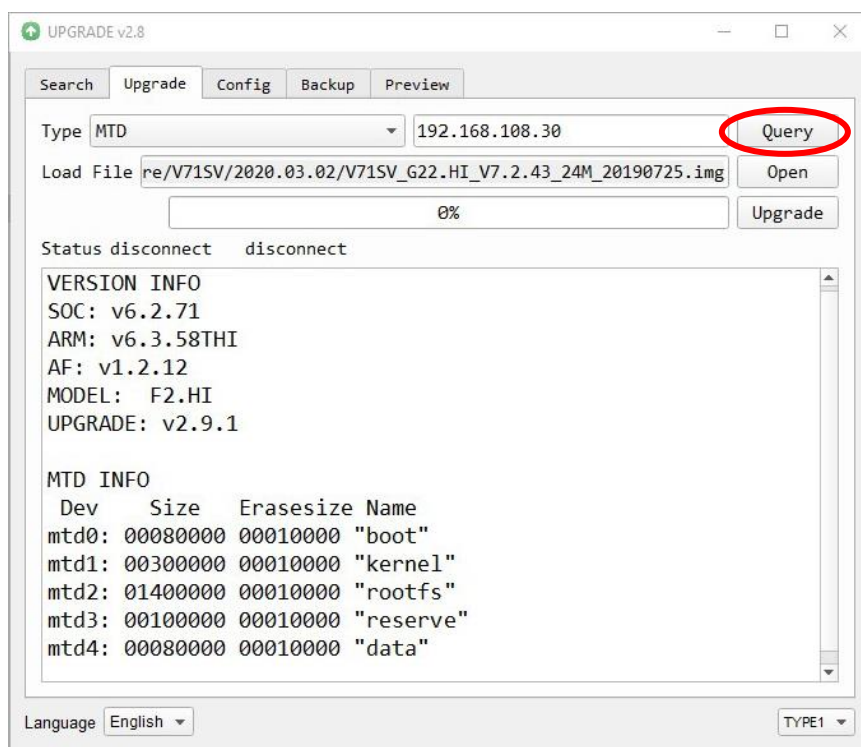 UPGRADE v2.8
Search Upgrade Config Backup Preview
Type MTD 192.168.108.30 Query
Load File re/V71SV/2020.03.02/V71SV_G22.HI_V7.2.43_24M_20190725.img Open
0% Upgrade
Status disconnect disconnect
VERSION INFO
SOC: v6.2.71
ARM: v6.3.58THI
AF: v1.2.12
MODEL: F2.HI
UPGRADE: v2.9.1
MTD INFO
Dev Size Erasesize Name
mtd0: 00080000 00010000 "boot"
mtd1: 00300000 00010000 "kernel"
mtd2: 01400000 00010000 "rootfs"
mtd3: 00100000 00010000 "reserve"
mtd4: 00080000 00010000 "data"
Language English TYPE1